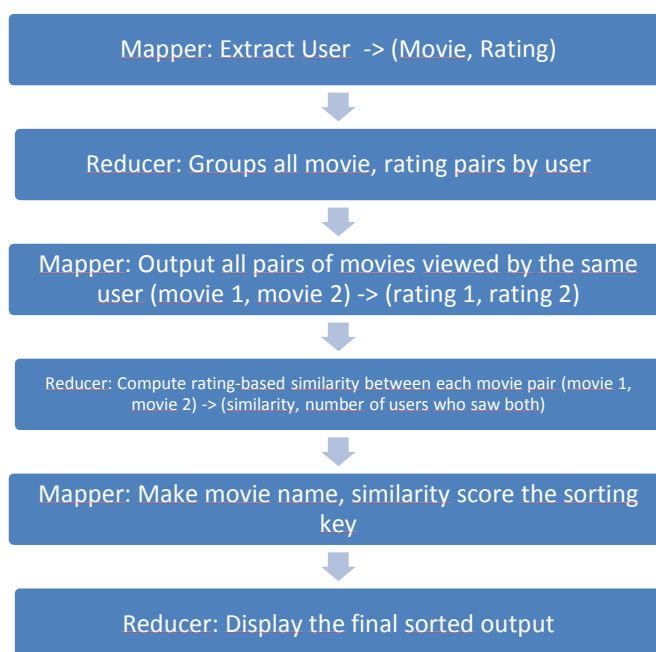 Mapper: Extract User -> (Movie, Rating)
Reducer: Groups all movie, rating pairs by user
Mapper: Output all pairs of movies viewed by the same
user (movie 1, movie 2) -> (rating 1, rating 2)
Reducer: Compute rating-based similarity between each movie pair (movie 1,
movie 2) -> (similarity, number of users who saw both)
Mapper: Make movie name, similarity score the sorting
key
Reducer: Display the final sorted output